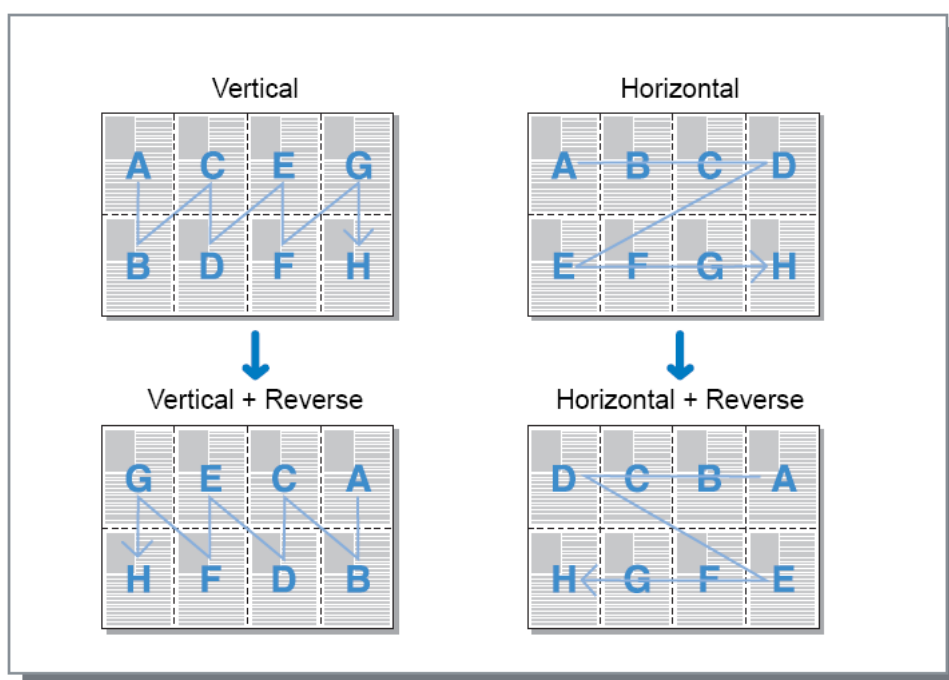 Vertical
A C E G
B D F H
Horizontal
A B C D
E F G H
Vertical + Reverse
G E C A
H F D B
Horizontal + Reverse
D C B A
H G F E